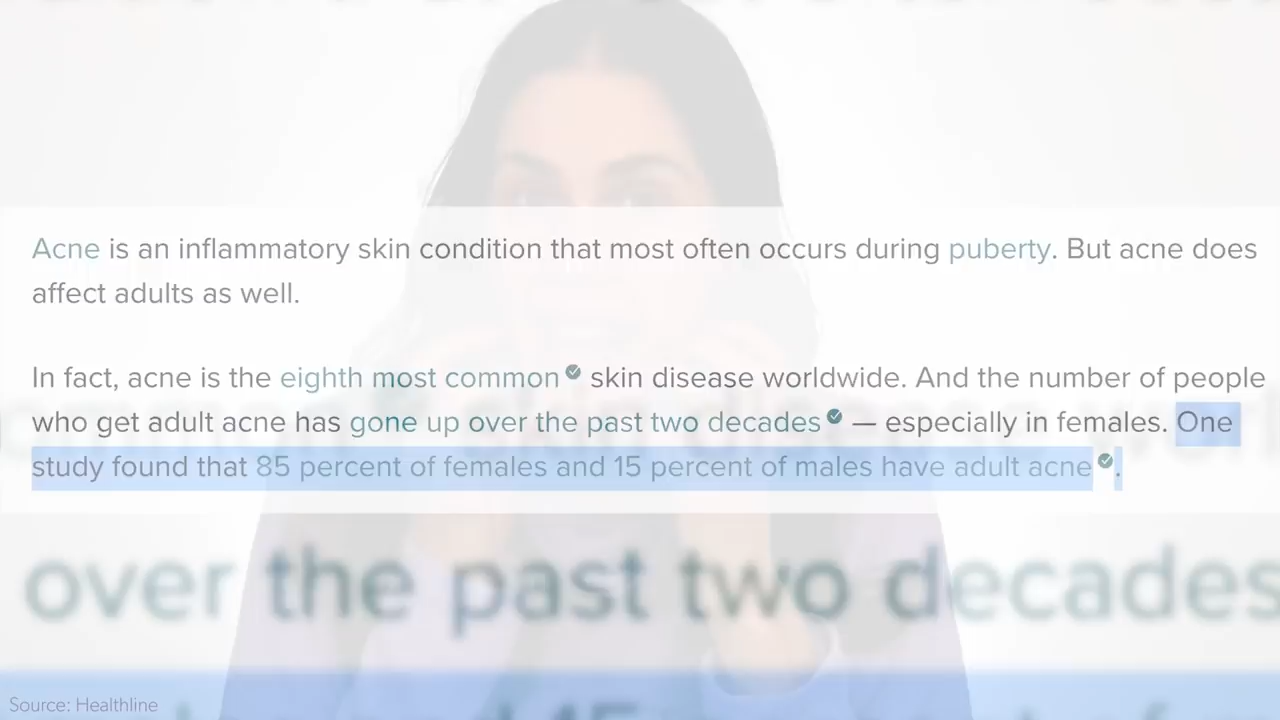 Acne is an inflammatory skin condition that most often occurs during puberty. But acne does
affect adults as well.
In fact, acne is the eighth most common skin disease worldwide. And the number of people
who get adult acne has gone up over the past two decades — especially in females. One
study found that 85 percent of females and 15 percent of males have adult acne.
over the past two decades
Source: Healthline